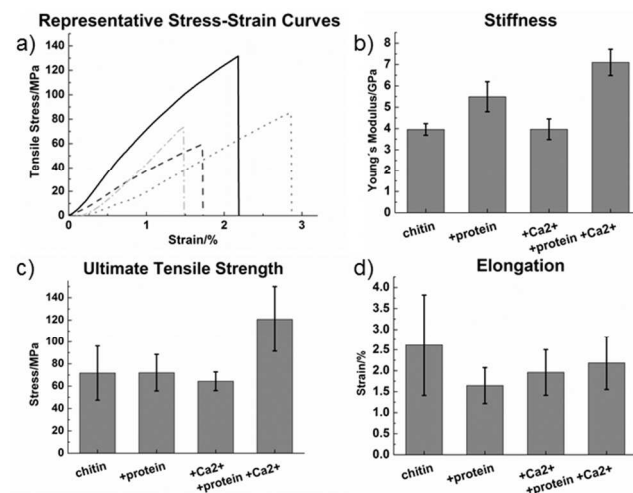 Representative Stress-Strain Curves
a)
Tensile Stress/MPa
140
120
100
80
60
40
20
0
0 1 2 3
Strain/%
Stiffness
b)
Young´s Modulus/GPa
8
7
6
5
4
3
2
1
0
chitin +protein +Ca2+ +protein +Ca2+
Ultimate Tensile Strength
c)
Stress/MPa
140
120
100
80
60
40
20
0
chitin +protein +Ca2+ +protein +Ca2+
Elongation
d)
Strain/%
4.0
3.5
3.0
2.5
2.0
1.5
1.0
0.5
0.0
chitin +protein +Ca2+ +protein +Ca2+